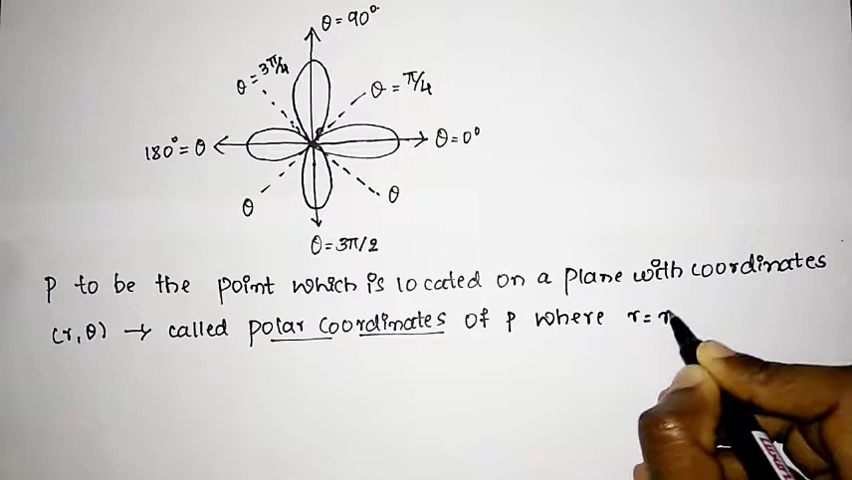 θ = 90°
θ = 3π/4
θ = π/4
180° = θ
θ = 0°
θ
θ
θ = 3π/2
P to be the point which is located on a plane with coordinates
(r, θ) → called polar coordinates of P where r = r